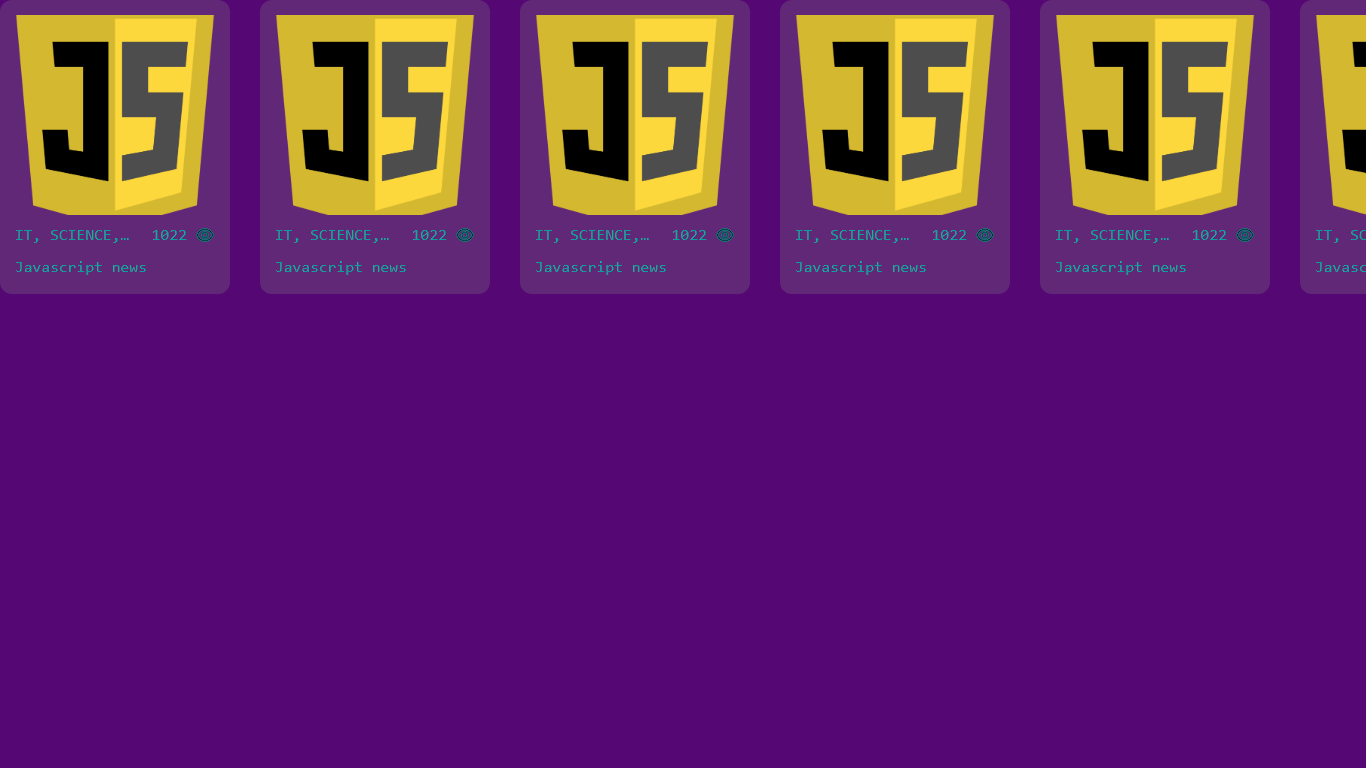 JS JS JS JS JS J
IT, SCIENCE,… 1022 IT, SCIENCE,… 1022 IT, SCIENCE,… 1022 IT, SCIENCE,… 1022 IT, SCIENCE,… 1022 IT, SC
Javascript news Javascript news Javascript news Javascript news Javascript news Javasc